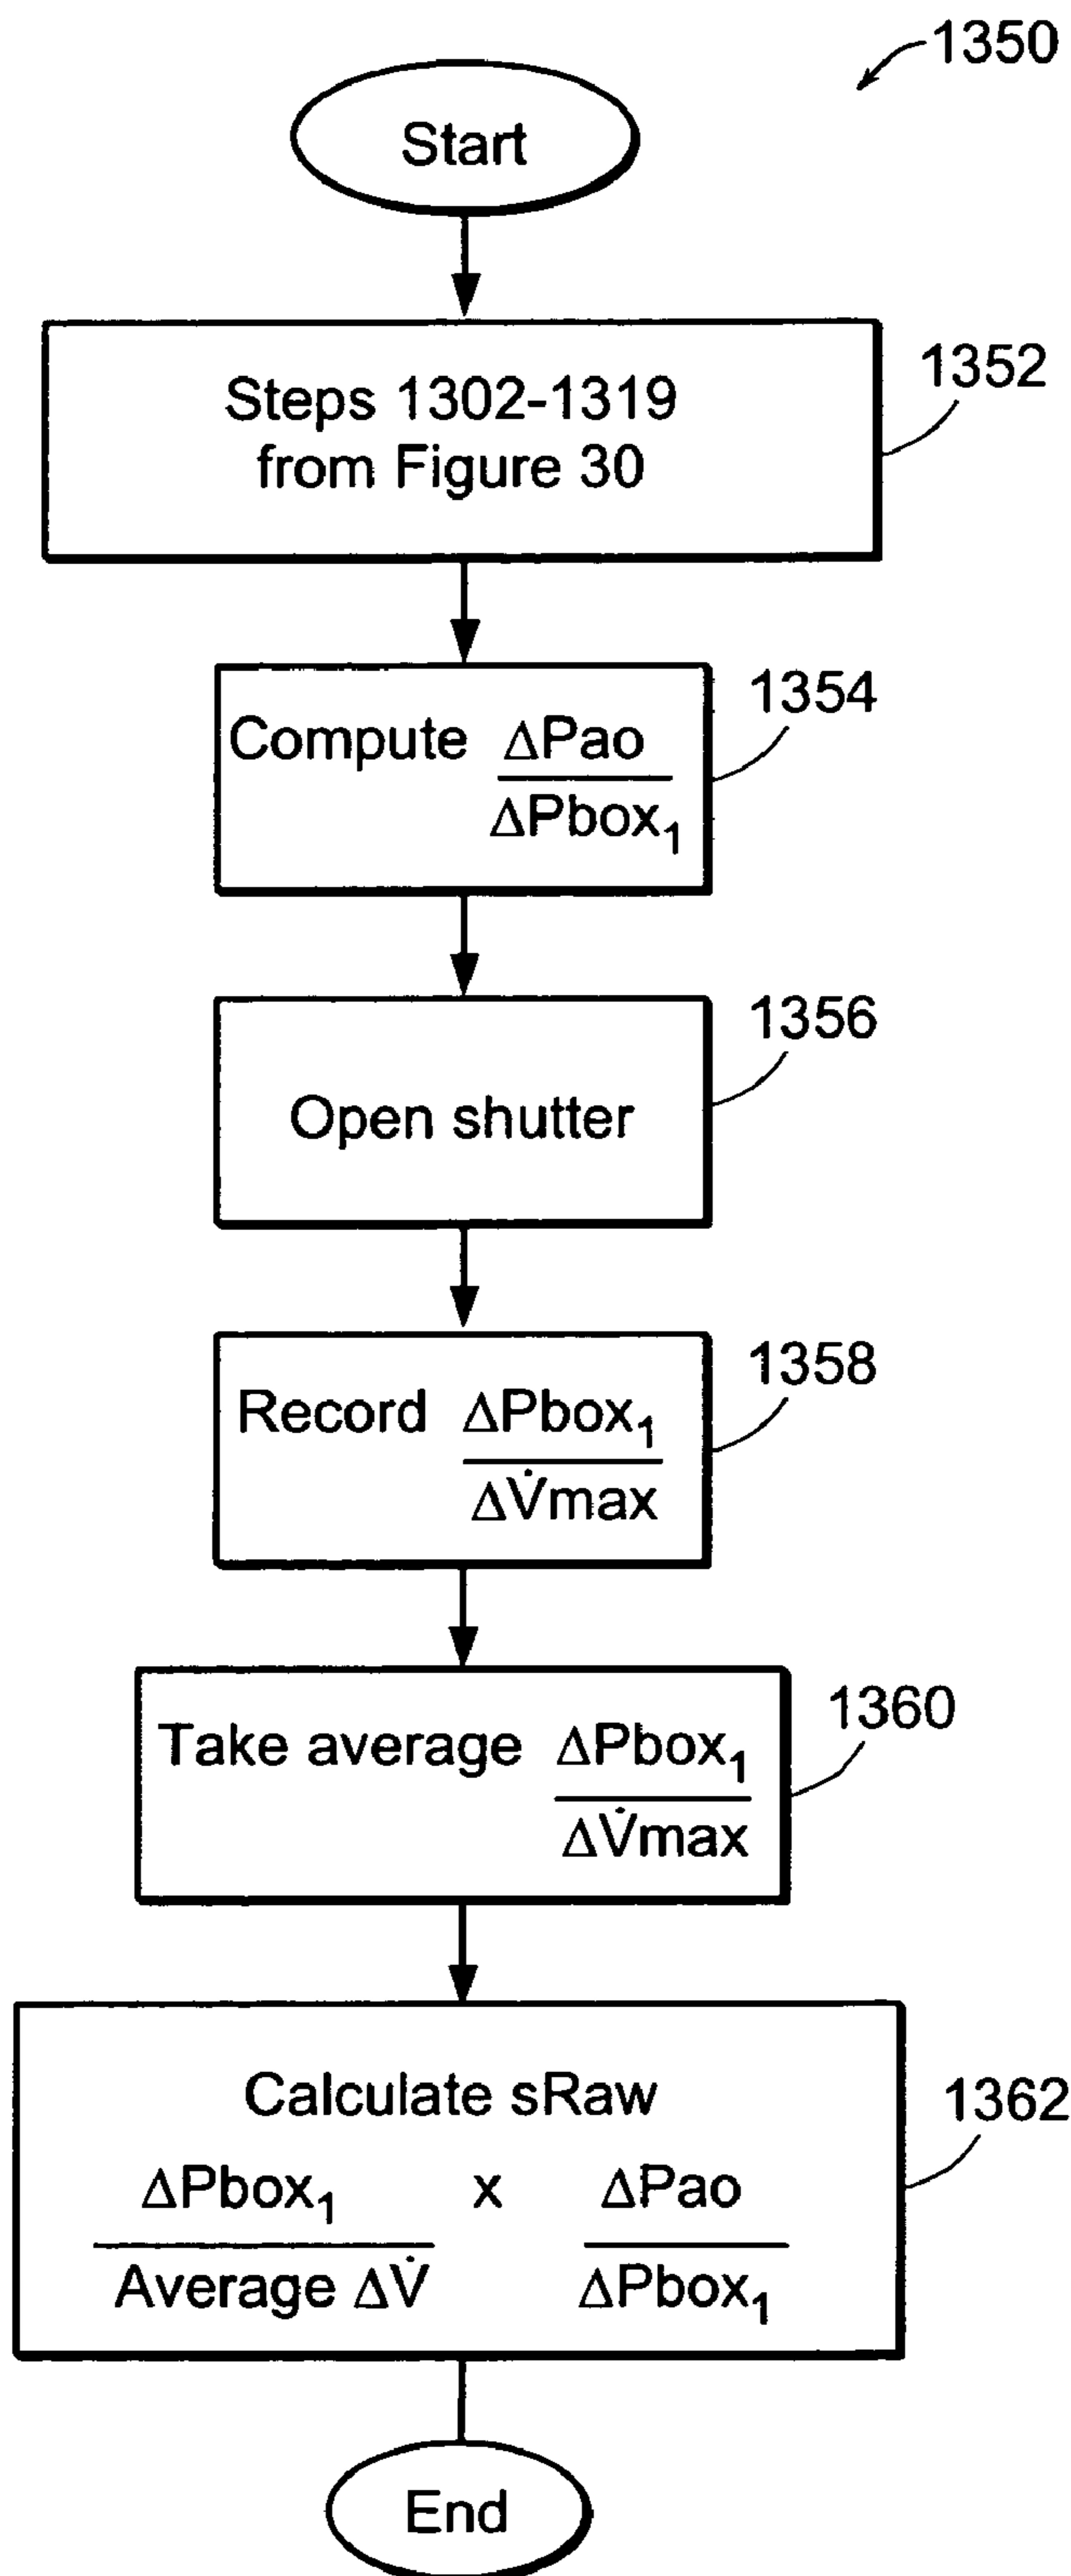 1350
Start
Steps 1302-1319
from Figure 30
1352
Compute ΔPao
ΔPbox₁
1354
Open shutter
1356
Record ΔPbox₁
ΔV̇max
1358
Take average ΔPbox₁
ΔV̇max
1360
Calculate sRaw
ΔPbox₁ x ΔPao
Average ΔV̇ ΔPbox₁
1362
End